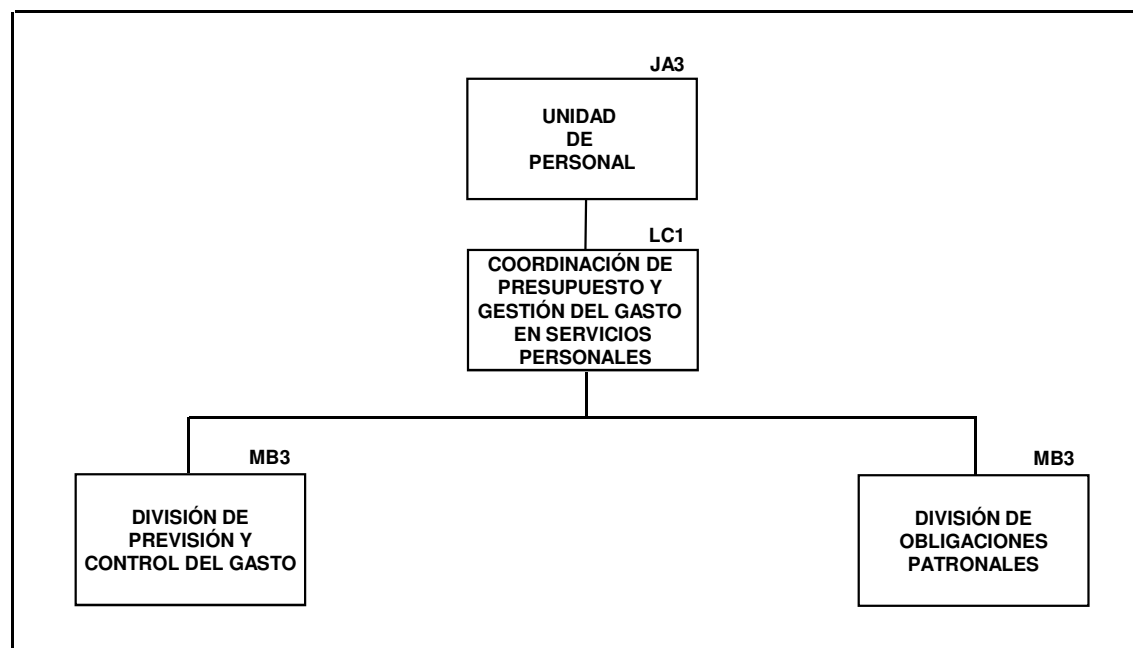 JA3
UNIDAD
DE
PERSONAL
LC1
COORDINACIÓN DE
PRESUPUESTO Y
GESTIÓN DEL GASTO
EN SERVICIOS
PERSONALES
MB3
DIVISIÓN DE
PREVISIÓN Y
CONTROL DEL GASTO
MB3
DIVISIÓN DE
OBLIGACIONES
PATRONALES